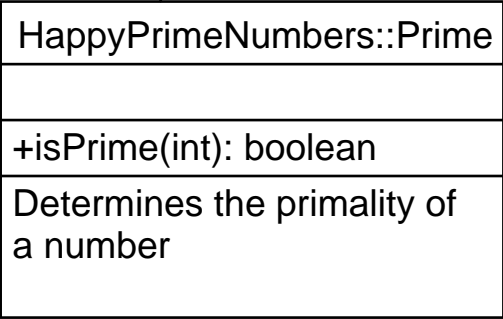 HappyPrimeNumbers::Prime
+isPrime(int): boolean
Determines the primality of
a number